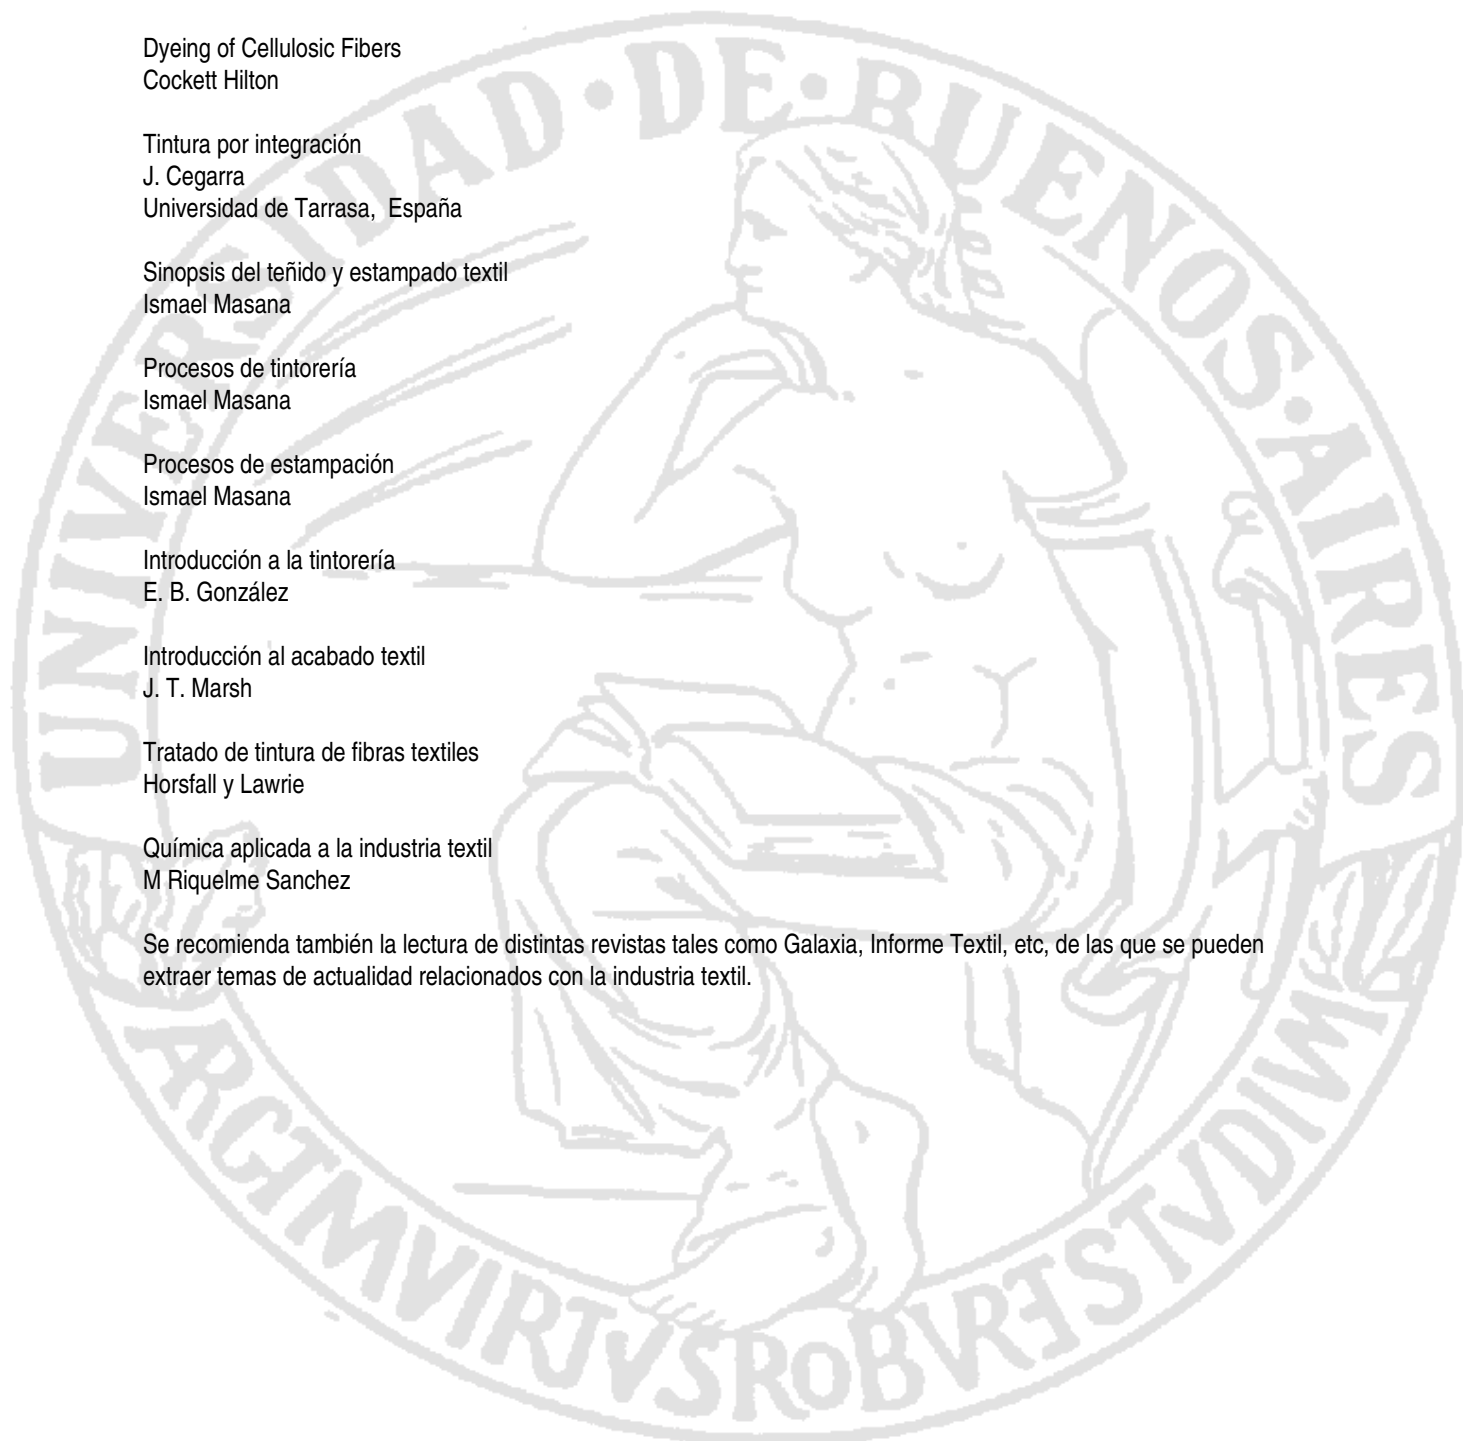 Dyeing of Cellulosic Fibers
Cockett Hilton
Tintura por integración
J. Cegarra
Universidad de Tarrasa,  España
Sinopsis del teñido y estampado textil
Ismael Masana
Procesos de tintorería
Ismael Masana
Procesos de estampación
Ismael Masana
Introducción a la tintorería
E. B. González
Introducción al acabado textil
J. T. Marsh
Tratado de tintura de fibras textiles
Horsfall y Lawrie
Química aplicada a la industria textil
M Riquelme Sanchez
Se recomienda también la lectura de distintas revistas tales como Galaxia, Informe Textil, etc, de las que se pueden
extraer temas de actualidad relacionados con la industria textil.
UNIVERSIDAD·DE·BUENOS·AIRES
ARGTMVIRTVSROBVRESTVDIVM